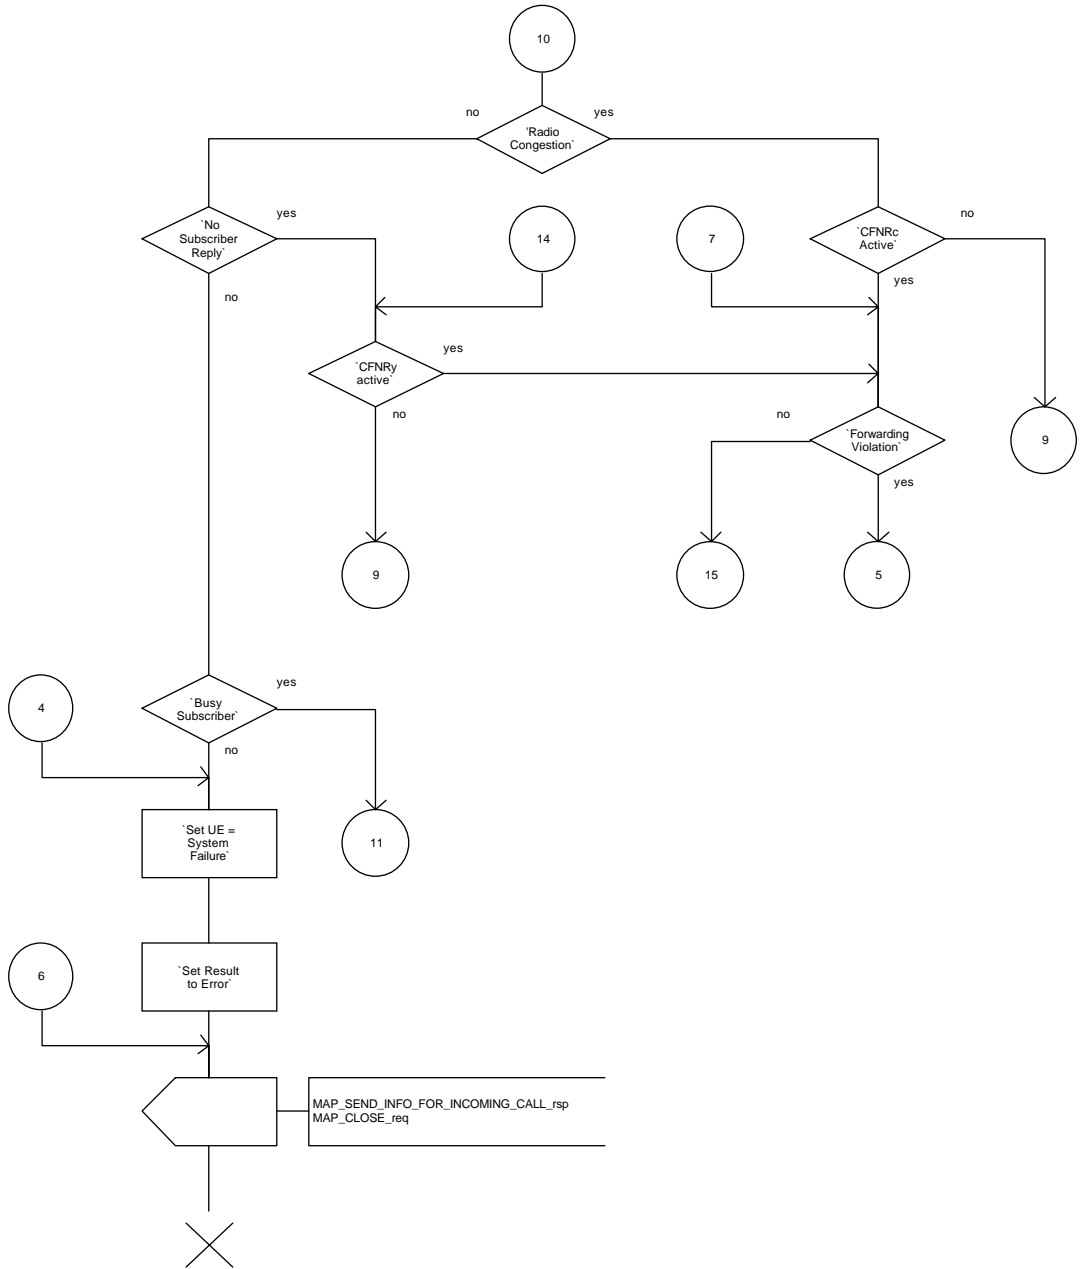 10
no
yes
'Radio
Congestion`
`No
Subscriber
Reply`
yes
14
7
`CFNRc
Active`
no
no
yes
`CFNRy
active`
yes
no
no
`Forwarding
Violation`
9
yes
9
15
5
4
`Busy
Subscriber`
yes
no
`Set UE =
System
Failure`
11
6
`Set Result
to Error`
MAP_SEND_INFO_FOR_INCOMING_CALL_rsp
MAP_CLOSE_req